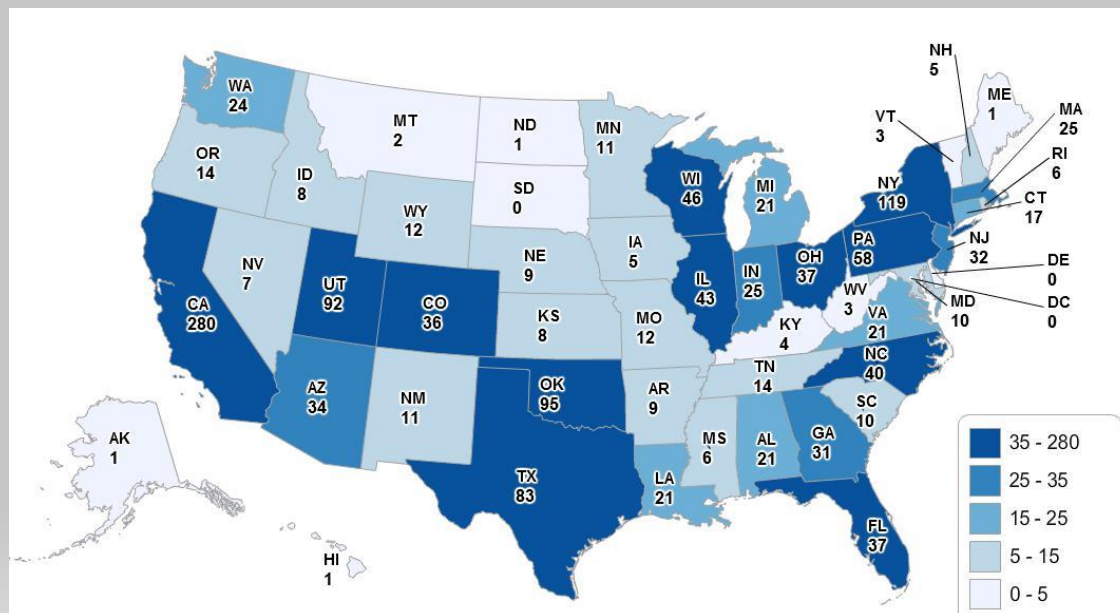 NH
5
ME
1
MA
25
VT
3
RI
6
WA
24
MT
2
ND
1
MN
11
OR
14
ID
8
SD
0
WI
46
MI
21
NY
119
CT
17
WY
12
IA
5
PA
58
NJ
32
NV
7
UT
92
CO
36
NE
9
IL
43
IN
25
OH
37
WV
3
DE
0
MD
10
DC
0
CA
280
KS
8
MO
12
KY
4
VA
21
AZ
34
NM
11
OK
95
AR
9
TN
14
NC
40
SC
10
MS
6
AL
21
GA
31
AK
1
TX
83
LA
21
FL
37
HI
1
35 - 280
25 - 35
15 - 25
5 - 15
0 - 5